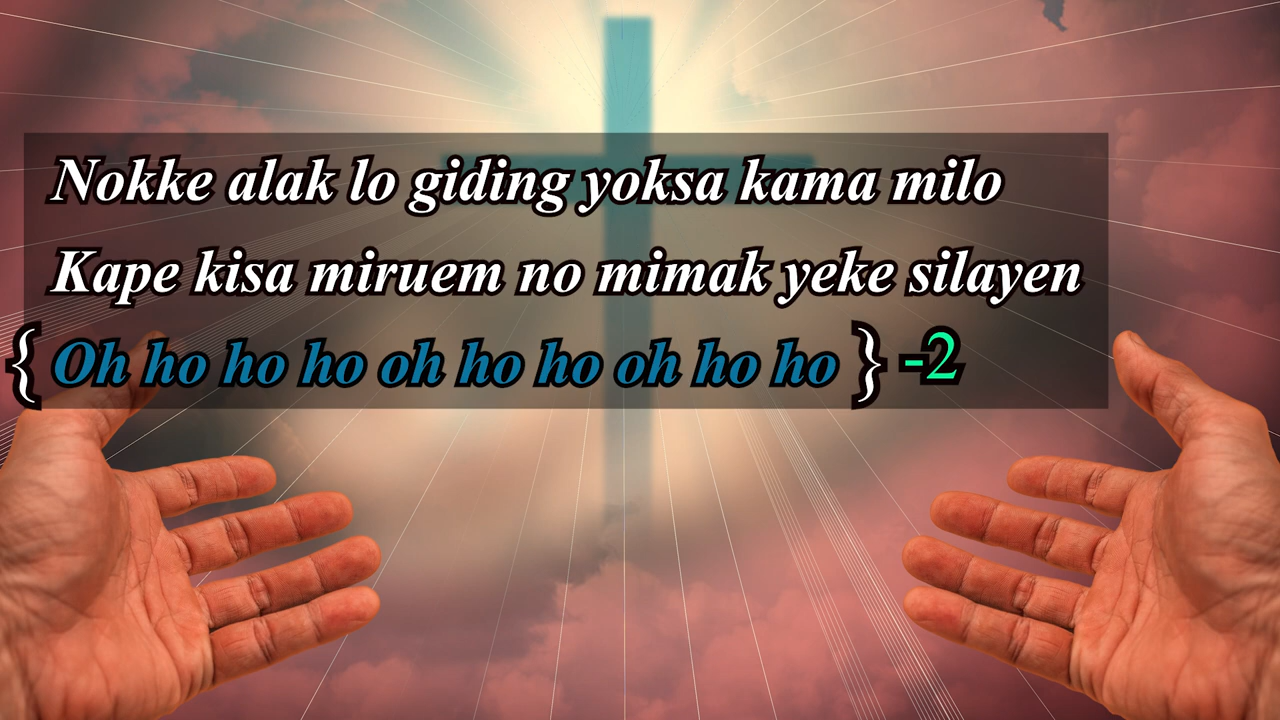 Nokke alak lo giding yoksa kama milo
Kape kisa miruem no mimak yeke silayen
{ Oh ho ho ho oh ho ho oh ho ho } -2